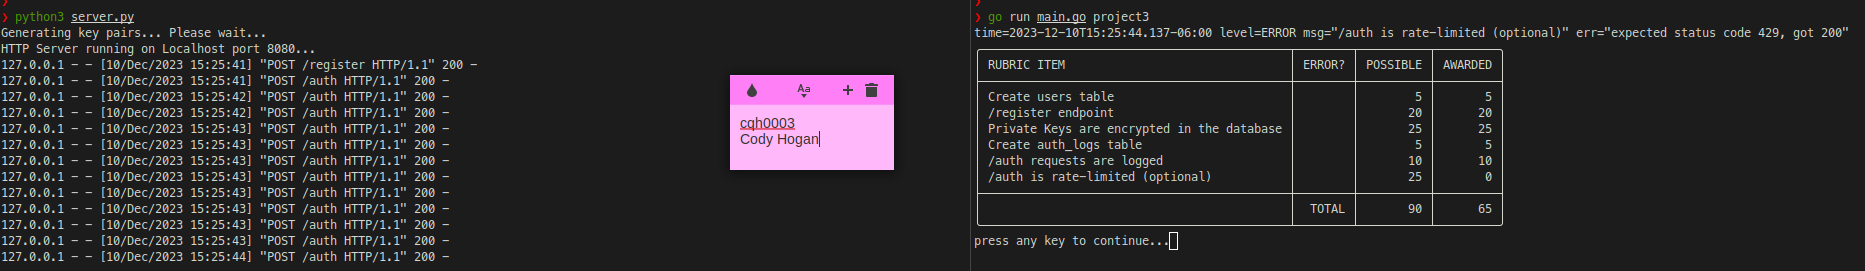 ❯ python3 server.py
Generating key pairs... Please wait...
HTTP Server running on Localhost port 8080...
127.0.0.1 - - [10/Dec/2023 15:25:41] "POST /register HTTP/1.1" 200 -
127.0.0.1 - - [10/Dec/2023 15:25:41] "POST /auth HTTP/1.1" 200 -
127.0.0.1 - - [10/Dec/2023 15:25:42] "POST /auth HTTP/1.1" 200 -
127.0.0.1 - - [10/Dec/2023 15:25:42] "POST /auth HTTP/1.1" 200 -
127.0.0.1 - - [10/Dec/2023 15:25:43] "POST /auth HTTP/1.1" 200 -
127.0.0.1 - - [10/Dec/2023 15:25:43] "POST /auth HTTP/1.1" 200 -
127.0.0.1 - - [10/Dec/2023 15:25:43] "POST /auth HTTP/1.1" 200 -
127.0.0.1 - - [10/Dec/2023 15:25:43] "POST /auth HTTP/1.1" 200 -
127.0.0.1 - - [10/Dec/2023 15:25:43] "POST /auth HTTP/1.1" 200 -
127.0.0.1 - - [10/Dec/2023 15:25:43] "POST /auth HTTP/1.1" 200 -
127.0.0.1 - - [10/Dec/2023 15:25:43] "POST /auth HTTP/1.1" 200 -
127.0.0.1 - - [10/Dec/2023 15:25:43] "POST /auth HTTP/1.1" 200 -
127.0.0.1 - - [10/Dec/2023 15:25:44] "POST /auth HTTP/1.1" 200 -
Aa
cqh0003
Cody Hogan
❯ go run main.go project3
time=2023-12-10T15:25:44.137-06:00 level=ERROR msg="/auth is rate-limited (optional)" err="expected status code 429, got 200"
RUBRIC ITEM ERROR? POSSIBLE AWARDED
Create users table 5 5
/register endpoint 20 20
Private Keys are encrypted in the database 25 25
Create auth_logs table 5 5
/auth requests are logged 10 10
/auth is rate-limited (optional) 25 0
TOTAL 90 65
press any key to continue...